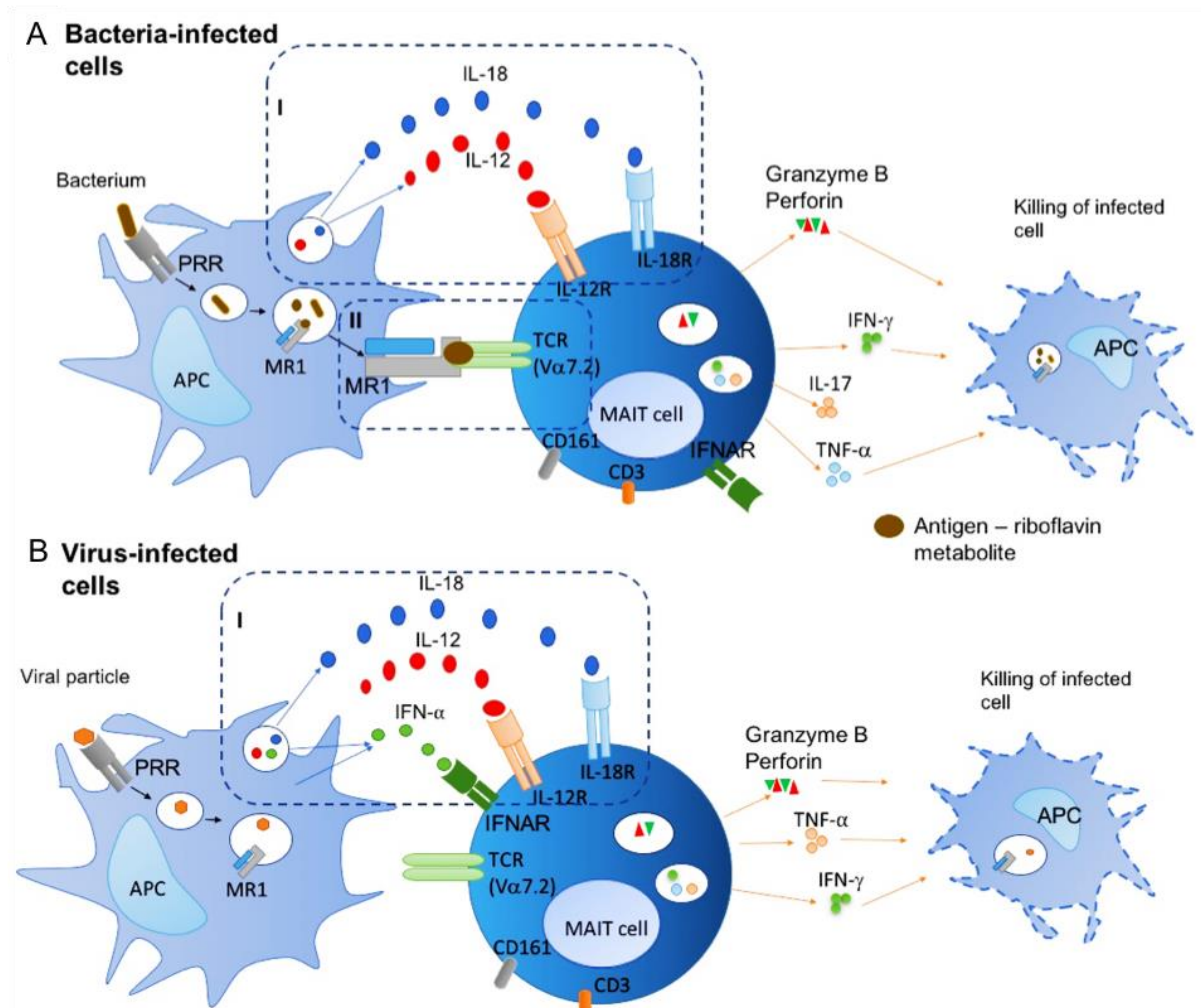 A Bacteria-infected
cells
IL-18
I
IL-12
Bacterium
Granzyme B
Perforin
Killing of infected
cell
PRR
IL-18R
IL-12R
II
IFN-γ
TCR
(Vα7.2)
APC
MR1
MR1
APC
IL-17
MAIT cell
CD161
IFNAR
TNF-α
CD3
Antigen – riboflavin
metabolite
B Virus-infected
cells
IL-18
I
IL-12
Viral particle
Killing of infected
cell
IFN-α
Granzyme B
Perforin
PRR
IL-18R
IL-12R
IFNAR
TNF-α
APC
TCR
(Vα7.2)
APC
MR1
IFN-γ
MAIT cell
CD161
CD3